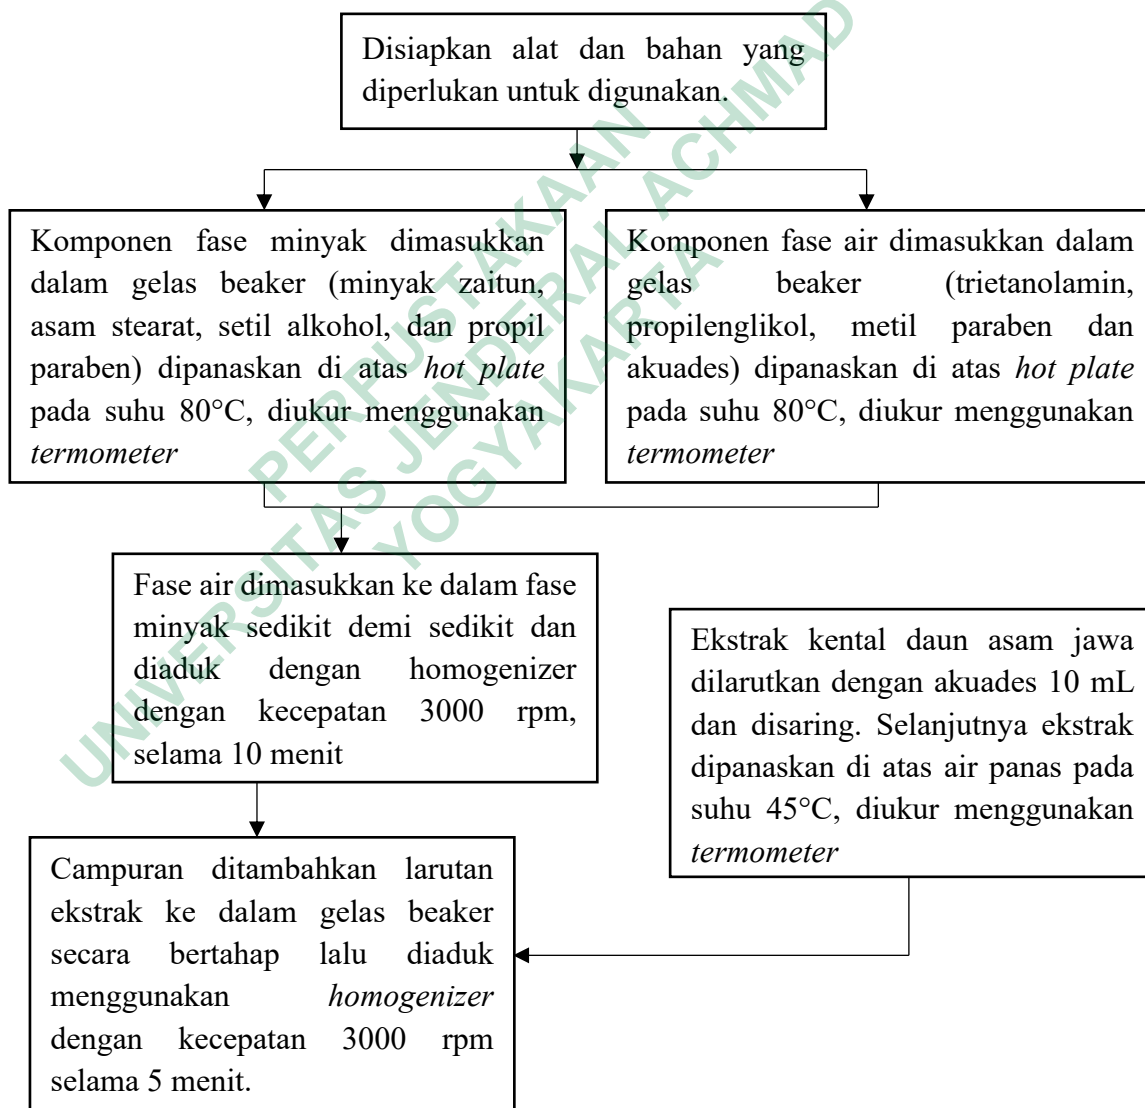 Disiapkan alat dan bahan yang
diperlukan untuk digunakan.
Komponen fase minyak dimasukkan
dalam gelas beaker (minyak zaitun,
asam stearat, setil alkohol, dan propil
paraben) dipanaskan di atas hot plate
pada suhu 80°C, diukur menggunakan
termometer
Komponen fase air dimasukkan dalam
gelas beaker (trietanolamin,
propilenglikol, metil paraben dan
akuades) dipanaskan di atas hot plate
pada suhu 80°C, diukur menggunakan
termometer
Fase air dimasukkan ke dalam fase
minyak sedikit demi sedikit dan
diaduk dengan homogenizer
dengan kecepatan 3000 rpm,
selama 10 menit
Ekstrak kental daun asam jawa
dilarutkan dengan akuades 10 mL
dan disaring. Selanjutnya ekstrak
dipanaskan di atas air panas pada
suhu 45°C, diukur menggunakan
termometer
Campuran ditambahkan larutan
ekstrak ke dalam gelas beaker
secara bertahap lalu diaduk
menggunakan homogenizer
dengan kecepatan 3000 rpm
selama 5 menit.
PERPUSTAKAAN
UNIVERSITAS JENDERAL ACHMAD
YOGYAKARTA